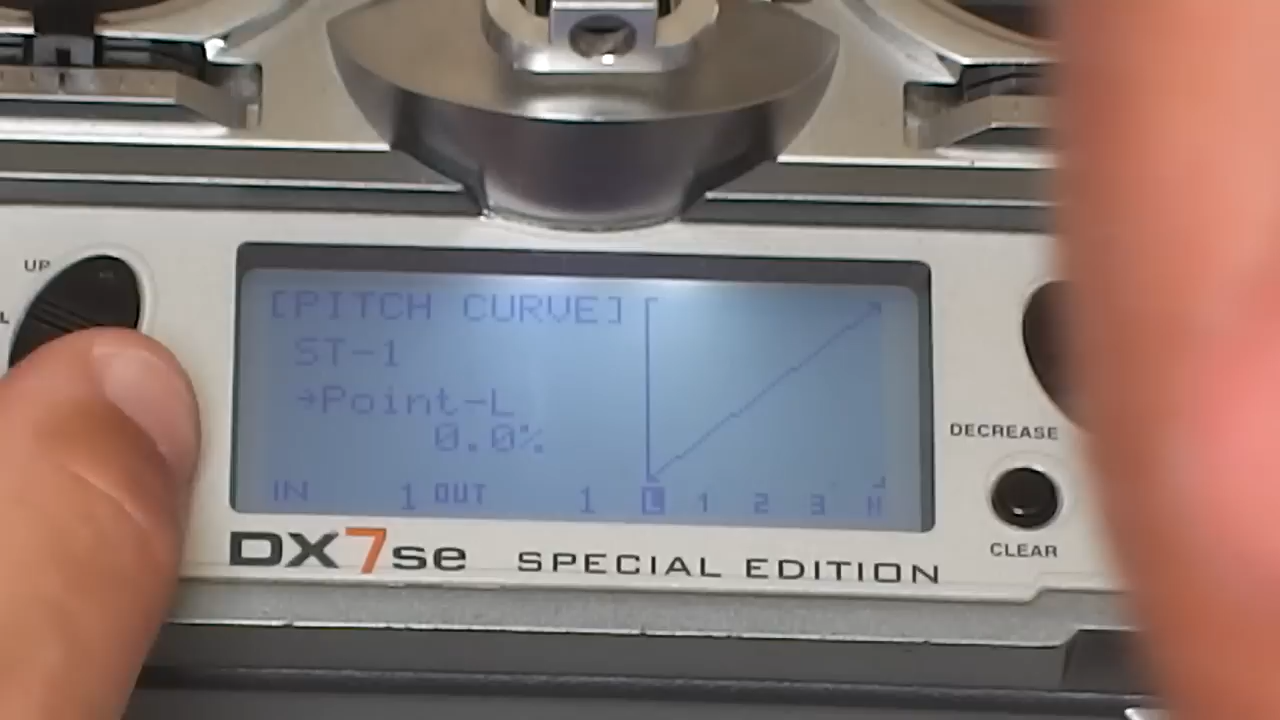 UP
L
[PITCH CURVE]
ST-1
→Point-L
0.0%
IN 1 OUT 1 L 1 2 3 H
DECREASE
CLEAR
DX7se SPECIAL EDITION